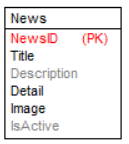 News
NewsID (PK)
Title
Description
Detail
Image
IsActive